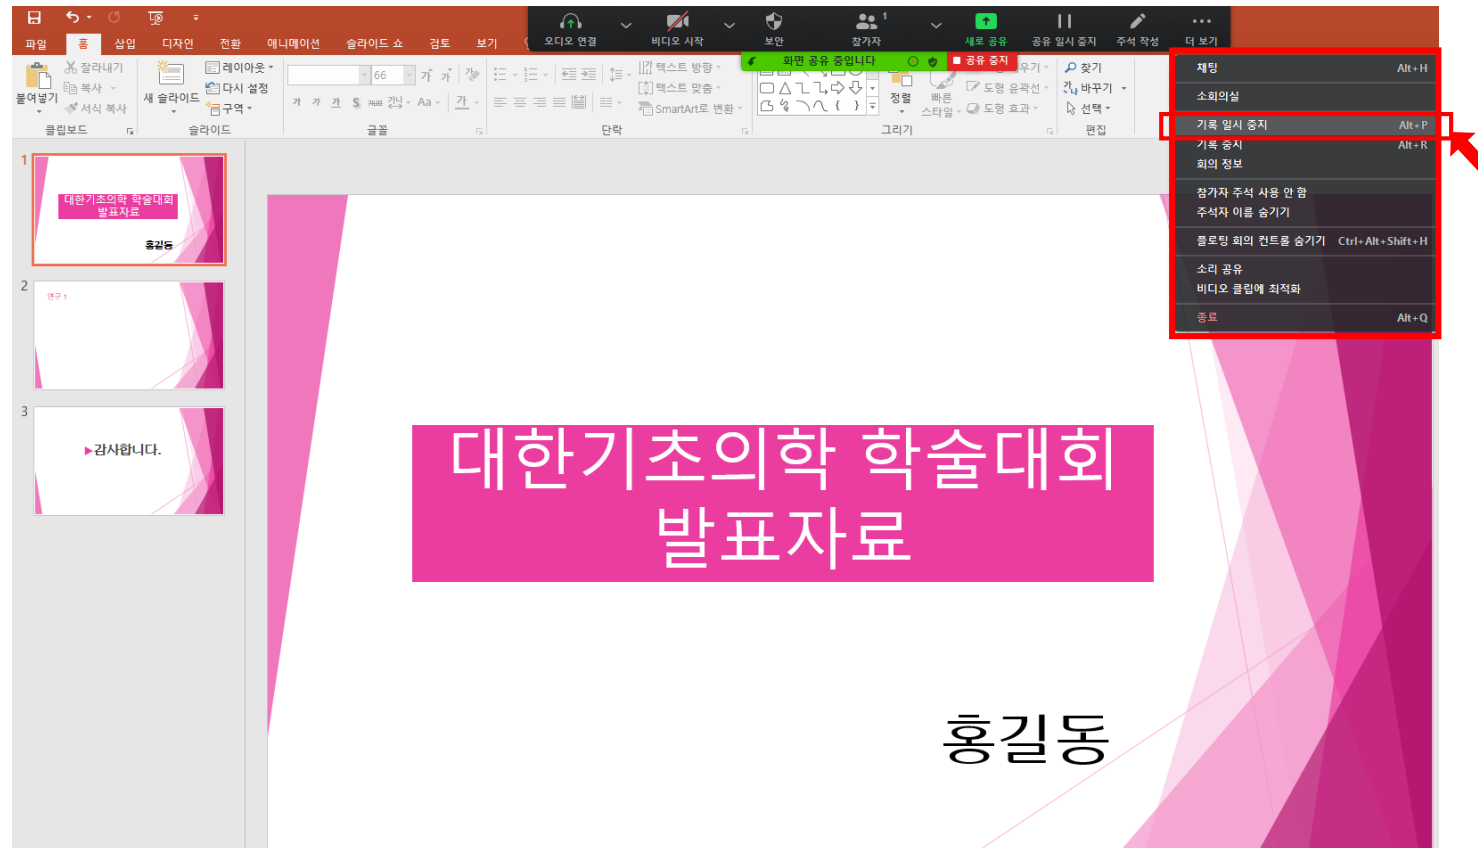 오디오 연결
비디오 시작
보안
참가자
1
새로 공유
공유 일시 중지
주석 작성
더 보기
파일
홈
삽입
디자인
전환
애니메이션
슬라이드 쇼
검토
보기
화면 공유 중입니다
공유 중지
붙여넣기
잘라내기
복사
서식 복사
클립보드
새 슬라이드
레이아웃
다시 설정
구역
슬라이드
66
가 가 가 S 간 Aa 가
글꼴
텍스트 방향
텍스트 맞춤
SmartArt로 변환
단락
정렬
빠른
스타일
도형 윤곽선
도형 효과
그리기
찾기
바꾸기
선택
편집
채팅 Alt+H
소회의실
기록 일시 중지 Alt+P
기록 중지 Alt+R
회의 정보
참가자 주석 사용 안 함
주석자 이름 숨기기
플로팅 회의 컨트롤 숨기기 Ctrl+Alt+Shift+H
소리 공유
비디오 클립에 최적화
종료 Alt+Q
1
대한기초의학 학술대회
발표자료
홍길동
2
연구 1
3
감사합니다.
대한기초의학 학술대회
발표자료
홍길동